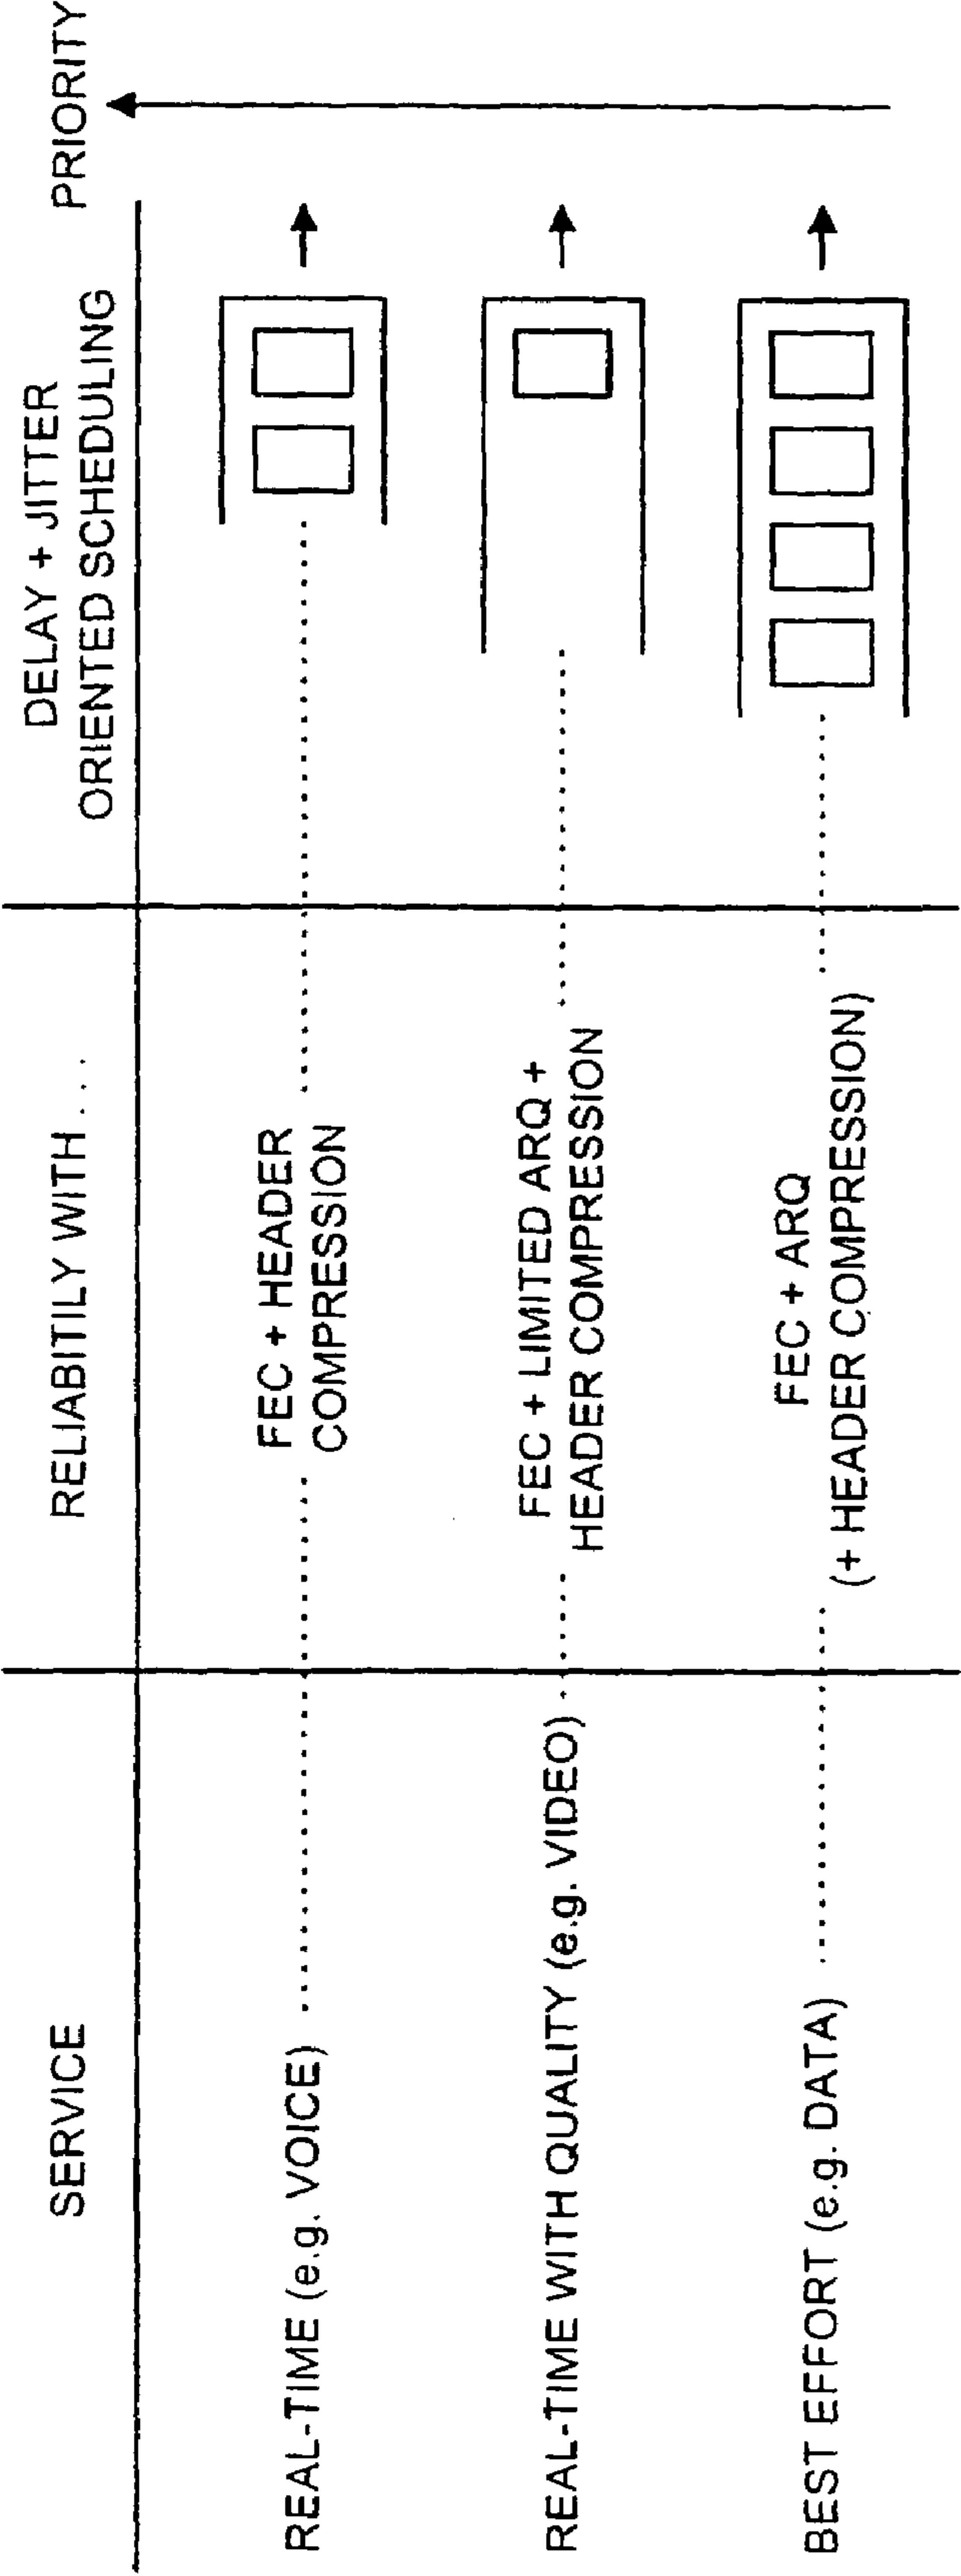 SERVICE
RELIABITILY WITH . . .
DELAY + JITTER
ORIENTED SCHEDULING
PRIORITY
REAL-TIME (e.g. VOICE)
FEC + HEADER
COMPRESSION
REAL-TIME WITH QUALITY (e.g. VIDEO)
FEC + LIMITED ARQ +
HEADER COMPRESSION
BEST EFFORT (e.g. DATA)
FEC + ARQ
(+ HEADER COMPRESSION)